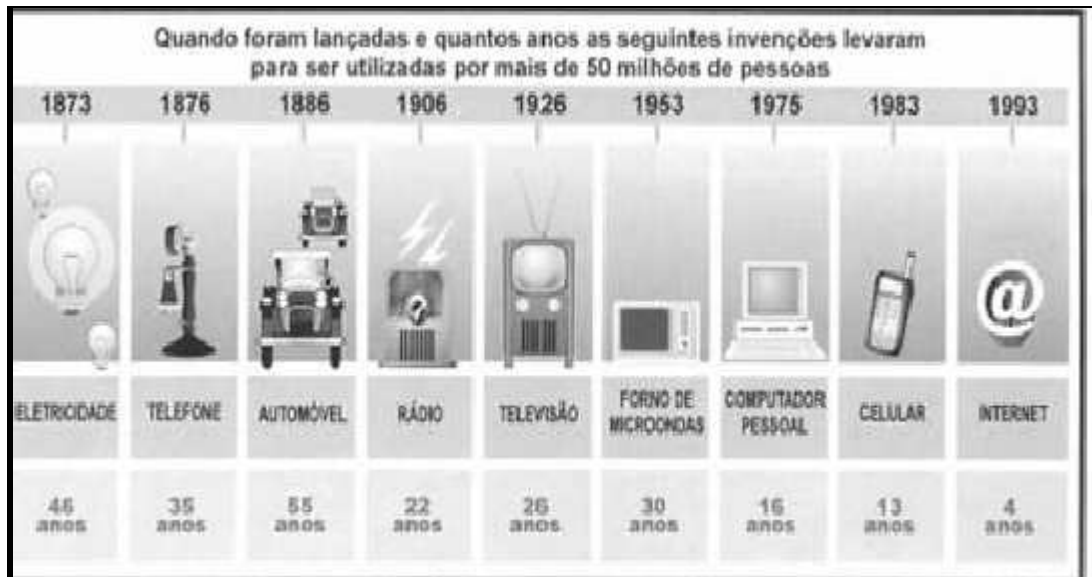 Quando foram lançadas e quantos anos as seguintes invenções levaram
para ser utilizadas por mais de 50 milhões de pessoas
1873 1876 1886 1906 1926 1953 1975 1983 1993
ELETRICIDADE TELEFONE AUTOMÓVEL RÁDIO TELEVISÃO FORNO DE MICROONDAS COMPUTADOR PESSOAL CELULAR INTERNET
46 anos 35 anos 55 anos 22 anos 26 anos 30 anos 16 anos 13 anos 4 anos